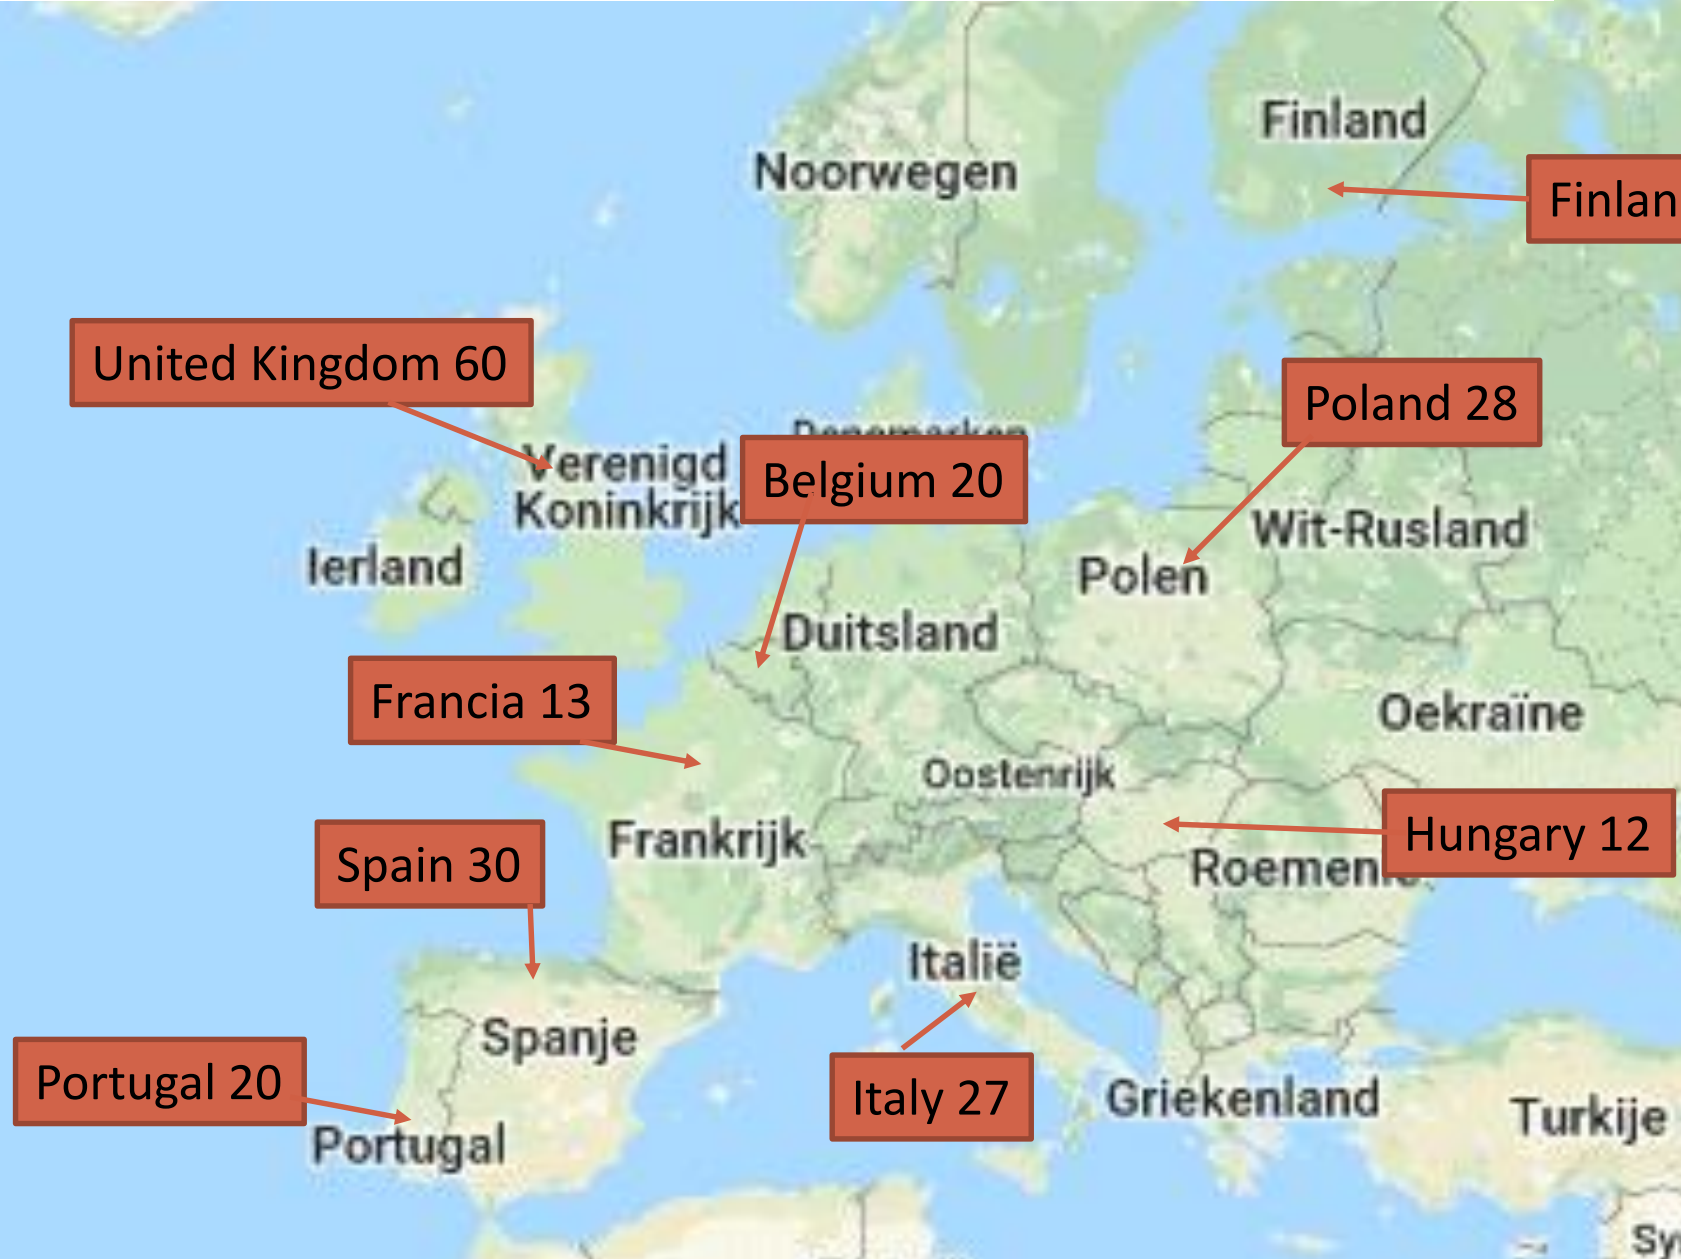 Finland
Noorwegen
Finlan
United Kingdom 60
Poland 28
Verenigd
Koninkrijk
Belgium 20
Wit-Rusland
Ierland
Polen
Duitsland
Francia 13
Oekraïne
Oostenrijk
Frankrijk
Hungary 12
Spain 30
Italië
Spanje
Portugal 20
Italy 27
Griekenland
Turkije
Portugal